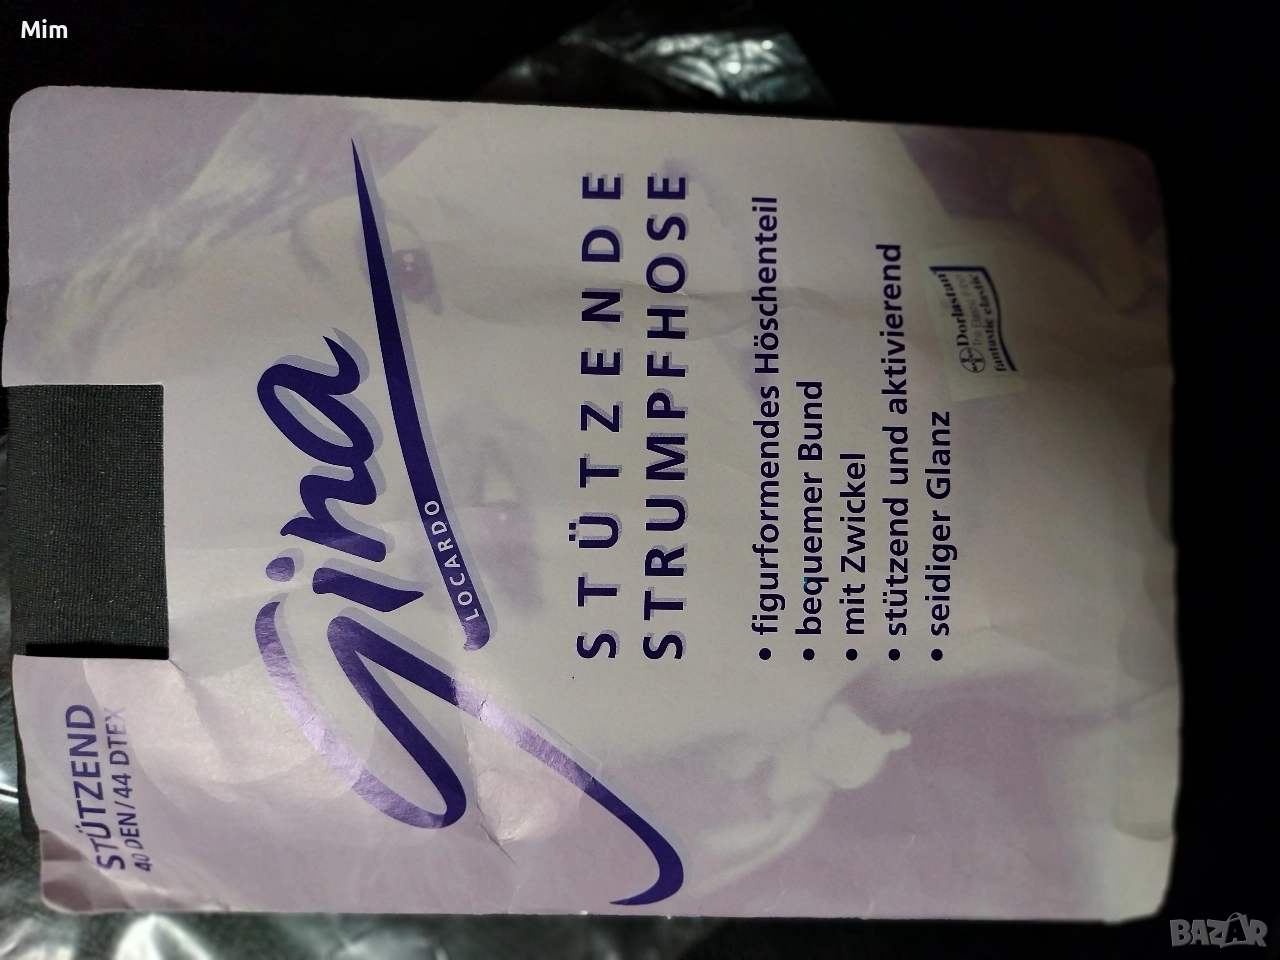 Mim
STÜTZEND
40 DEN/44 DTEX
gina
LOCARDO
STÜTZENDE
STRUMPFHOSE
• figurformendes Höschenteil
• bequemer Bund
• mit Zwickel
• stützend und aktivierend
• seidiger Glanz
Dorlastan
fantastic elastic
BAZAR